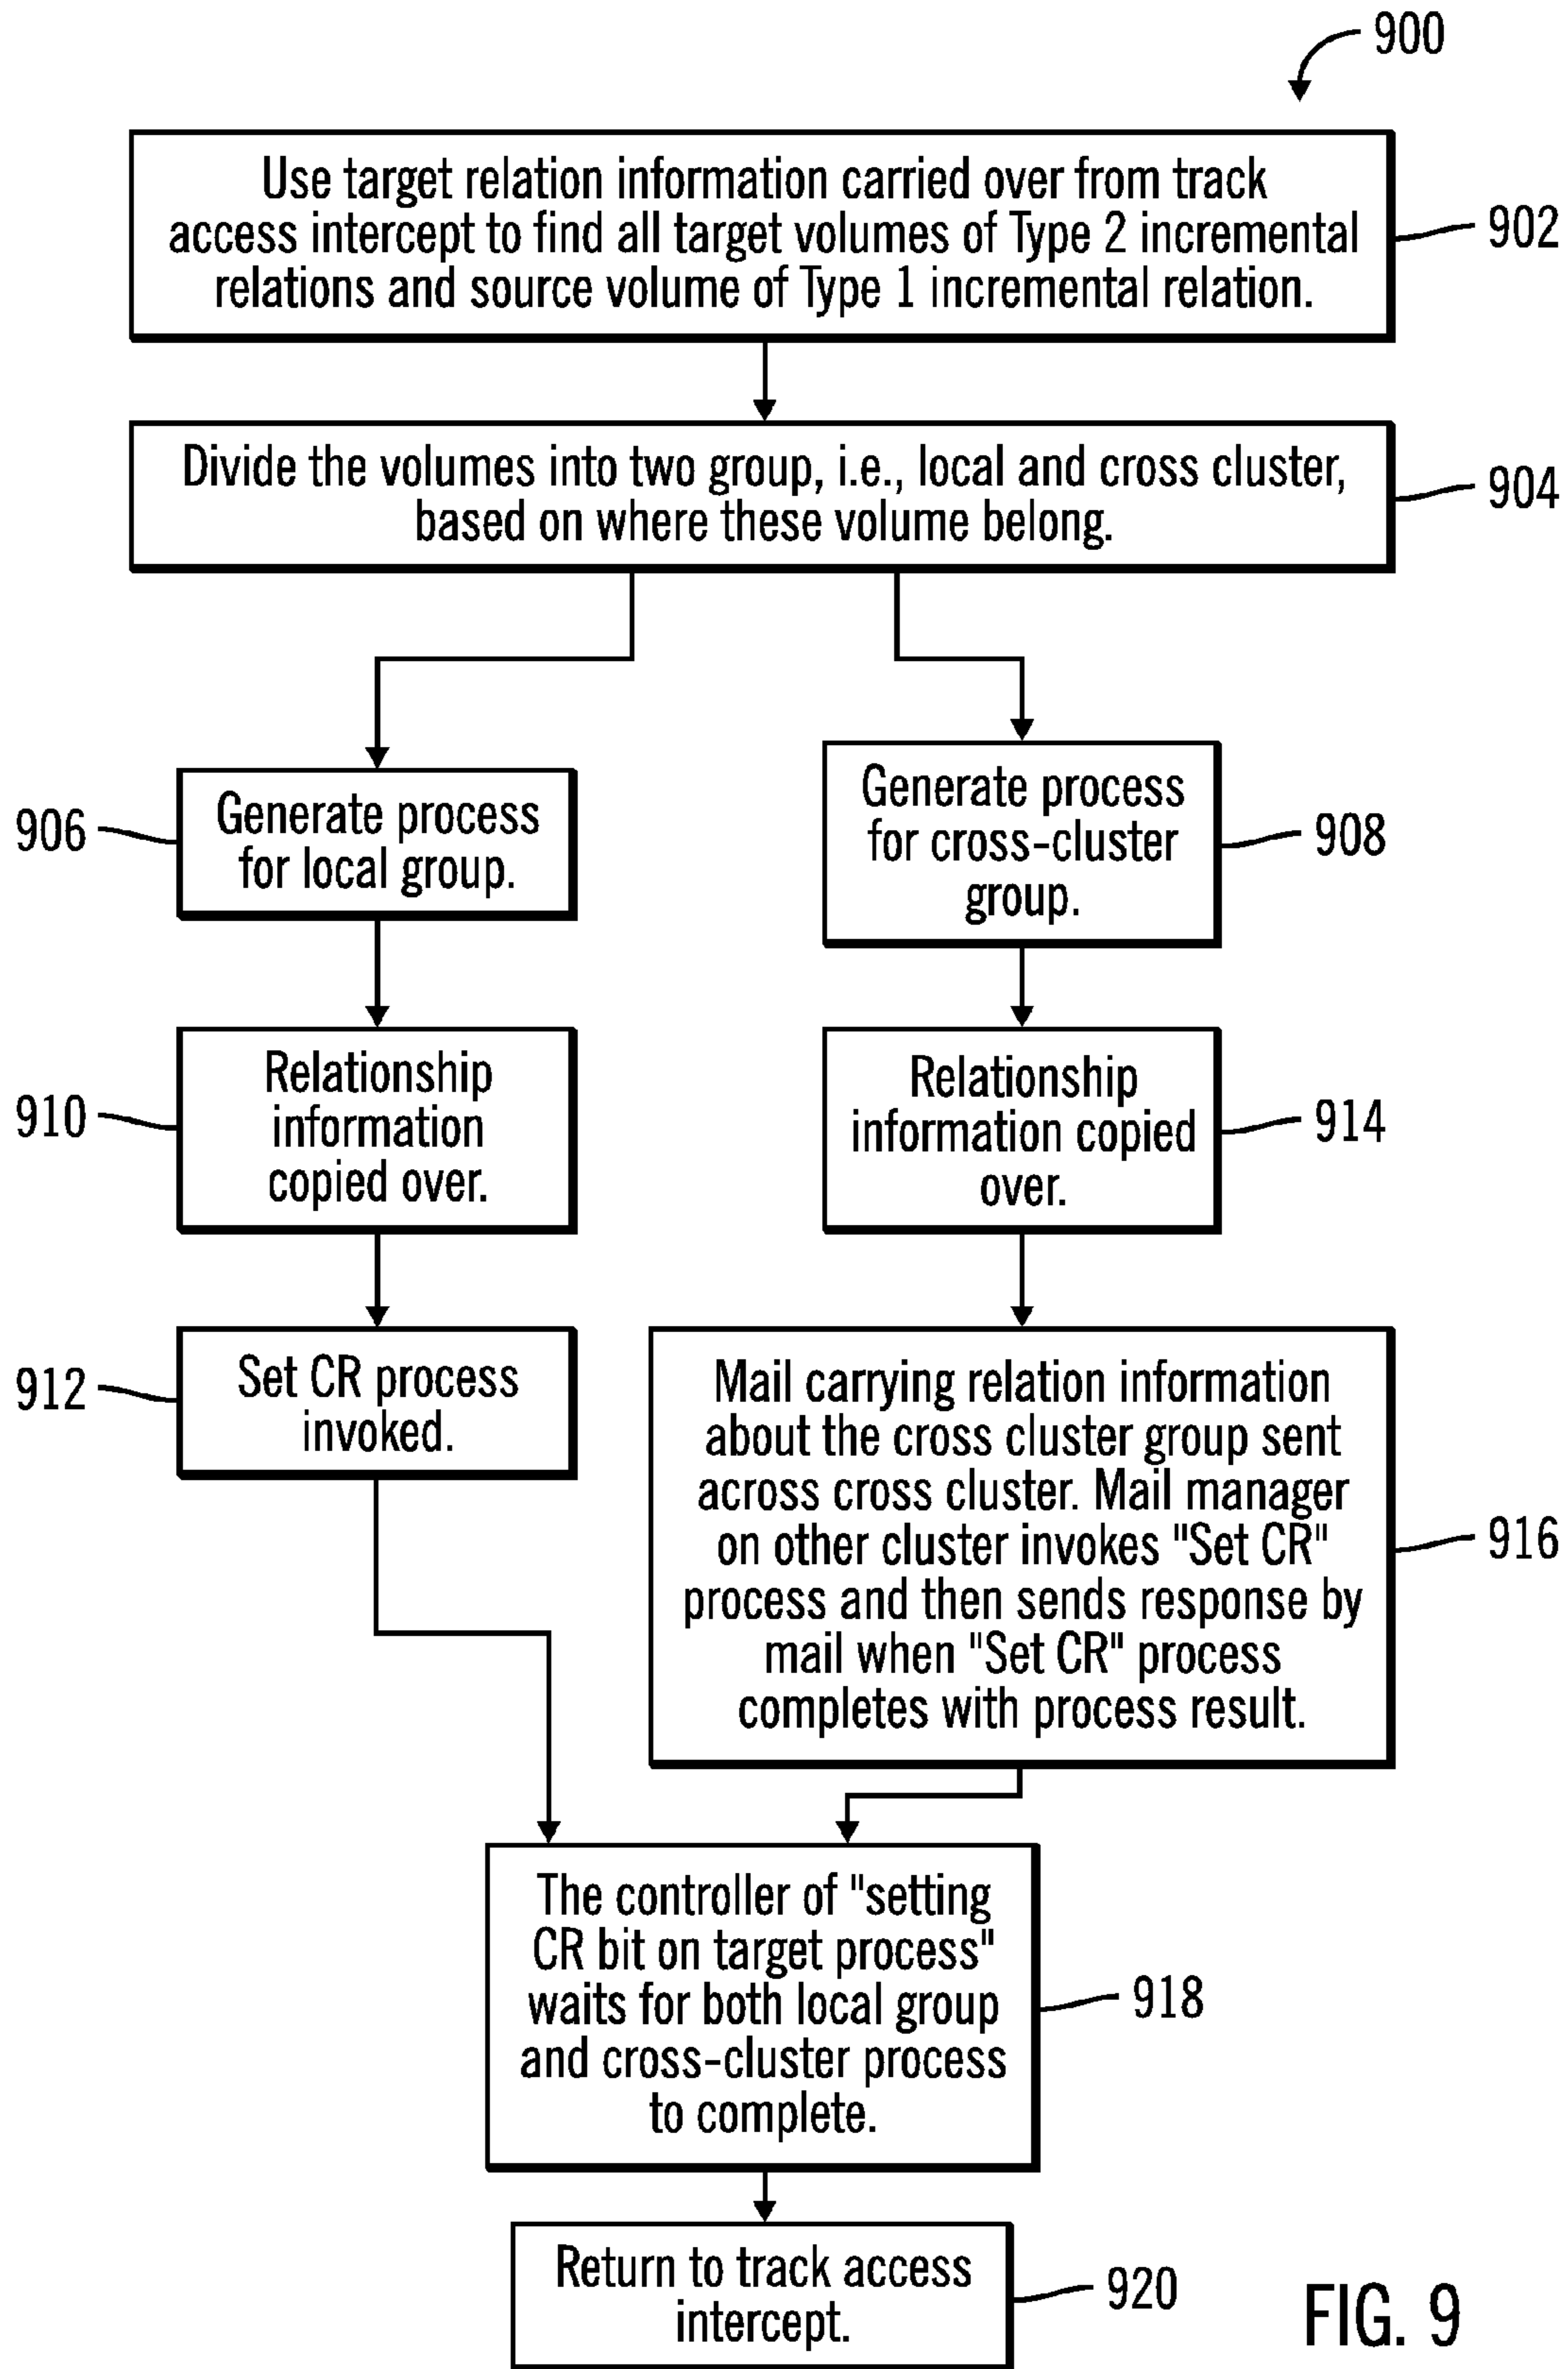 900
Use target relation information carried over from track
access intercept to find all target volumes of Type 2 incremental
relations and source volume of Type 1 incremental relation.
902
Divide the volumes into two group, i.e., local and cross cluster,
based on where these volume belong.
904
906
Generate process
for local group.
Generate process
for cross-cluster
group.
908
910
Relationship
information
copied over.
Relationship
information copied
over.
914
912
Set CR process
invoked.
Mail carrying relation information
about the cross cluster group sent
across cross cluster. Mail manager
on other cluster invokes "Set CR"
process and then sends response by
mail when "Set CR" process
completes with process result.
916
The controller of "setting
CR bit on target process"
waits for both local group
and cross-cluster process
to complete.
918
Return to track access
intercept.
920
FIG. 9